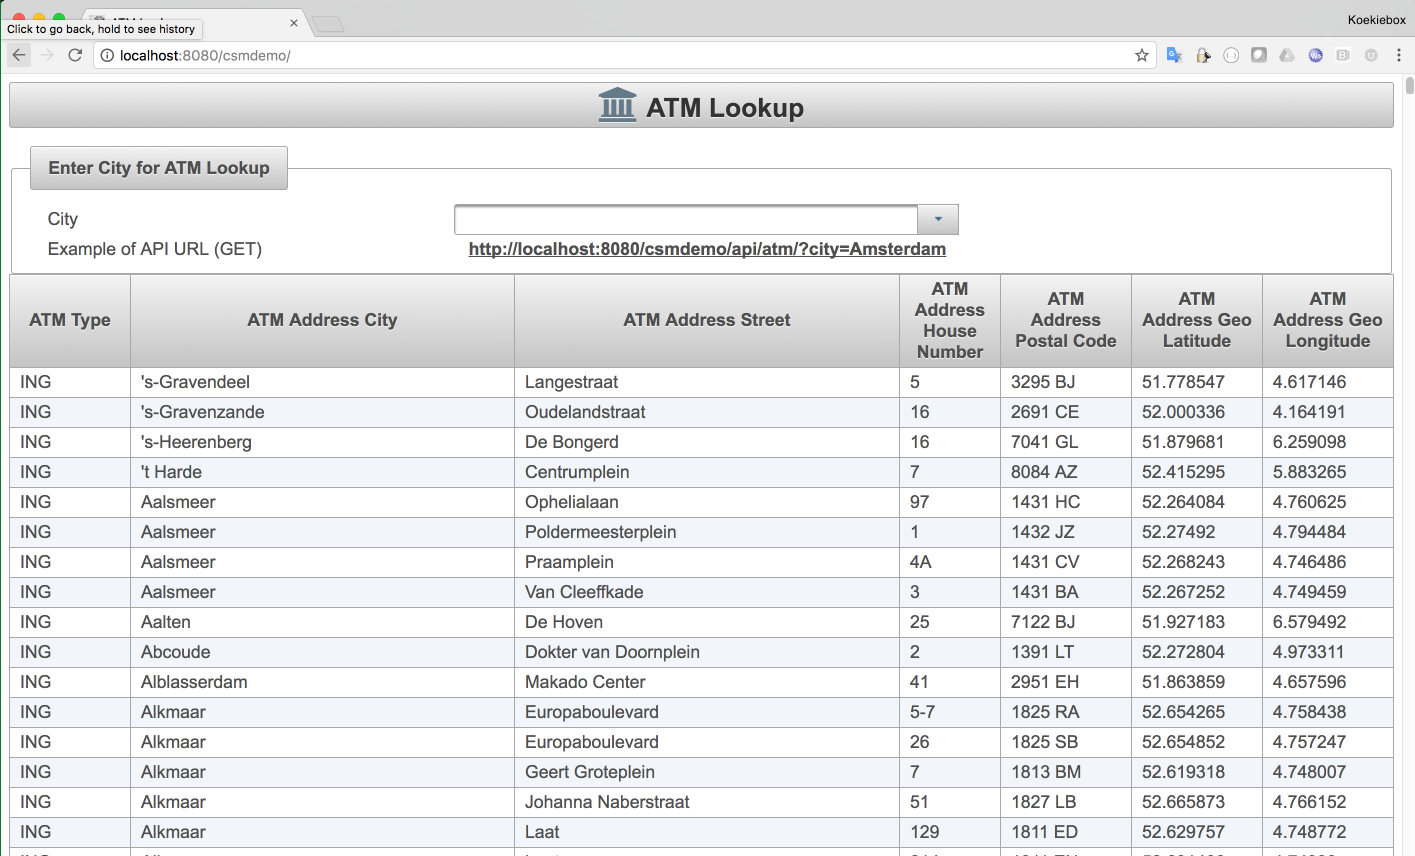 Koekiebox
Click to go back, hold to see history
localhost:8080/csmdemo/
ATM Lookup
Enter City for ATM Lookup
City
Example of API URL (GET) http://localhost:8080/csmdemo/api/atm/?city=Amsterdam
ATM Type ATM Address City ATM Address Street ATM Address House Number ATM Address Postal Code ATM Address Geo Latitude ATM Address Geo Longitude
ING 's-Gravendeel Langestraat 5 3295 BJ 51.778547 4.617146
ING 's-Gravenzande Oudelandstraat 16 2691 CE 52.000336 4.164191
ING 's-Heerenberg De Bongerd 16 7041 GL 51.879681 6.259098
ING 't Harde Centrumplein 7 8084 AZ 52.415295 5.883265
ING Aalsmeer Ophelialaan 97 1431 HC 52.264084 4.760625
ING Aalsmeer Poldermeesterplein 1 1432 JZ 52.27492 4.794484
ING Aalsmeer Praamplein 4A 1431 CV 52.268243 4.746486
ING Aalsmeer Van Cleeffkade 3 1431 BA 52.267252 4.749459
ING Aalten De Hoven 25 7122 BJ 51.927183 6.579492
ING Abcoude Dokter van Doornplein 2 1391 LT 52.272804 4.973311
ING Alblasserdam Makado Center 41 2951 EH 51.863859 4.657596
ING Alkmaar Europaboulevard 5-7 1825 RA 52.654265 4.758438
ING Alkmaar Europaboulevard 26 1825 SB 52.654852 4.757247
ING Alkmaar Geert Groteplein 7 1813 BM 52.619318 4.748007
ING Alkmaar Johanna Naberstraat 51 1827 LB 52.665873 4.766152
ING Alkmaar Laat 129 1811 ED 52.629757 4.748772